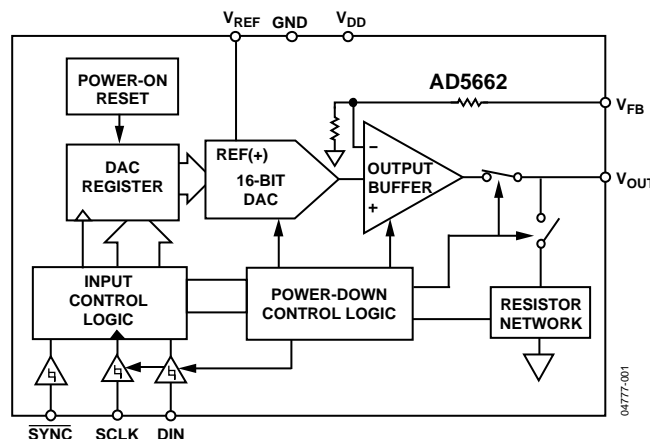 VREF GND VDD
POWER-ON
RESET
AD5662
VFB
REF(+)
16-BIT
DAC
DAC
REGISTER
−
OUTPUT
BUFFER
+
VOUT
INPUT
CONTROL
LOGIC
POWER-DOWN
CONTROL LOGIC
RESISTOR
NETWORK
SYNC SCLK DIN
04777-001